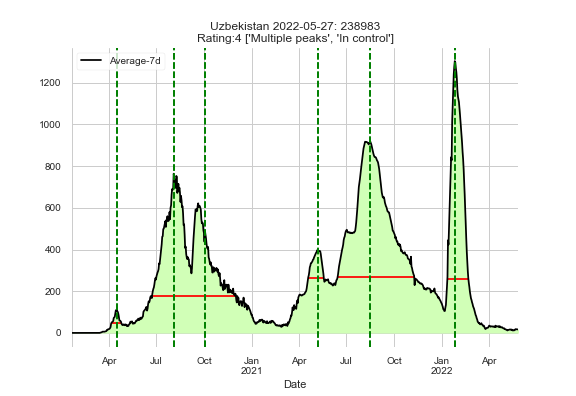 Uzbekistan 2022-05-27: 238983
Rating:4 ['Multiple peaks', 'In control']
Average-7d
1200
1000
800
600
400
200
0
Apr Jul Oct Jan Apr Jul Oct Jan Apr
2021 2022
Date